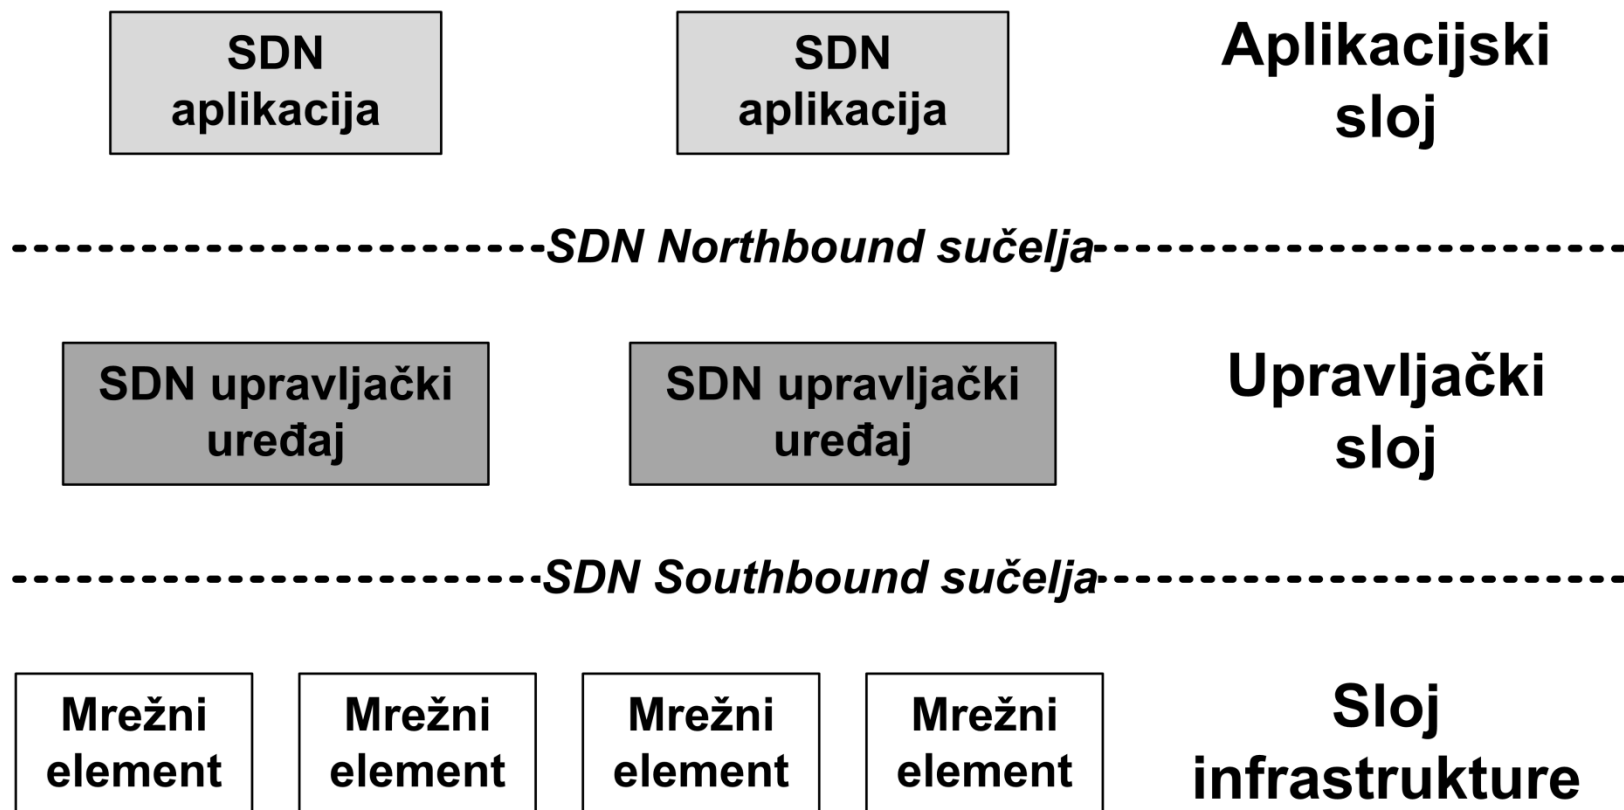 SDN
aplikacija
SDN
aplikacija
Aplikacijski
sloj
SDN Northbound sučelja
SDN upravljački
uređaj
SDN upravljački
uređaj
Upravljački
sloj
SDN Southbound sučelja
Mrežni
element
Mrežni
element
Mrežni
element
Mrežni
element
Sloj
infrastrukture